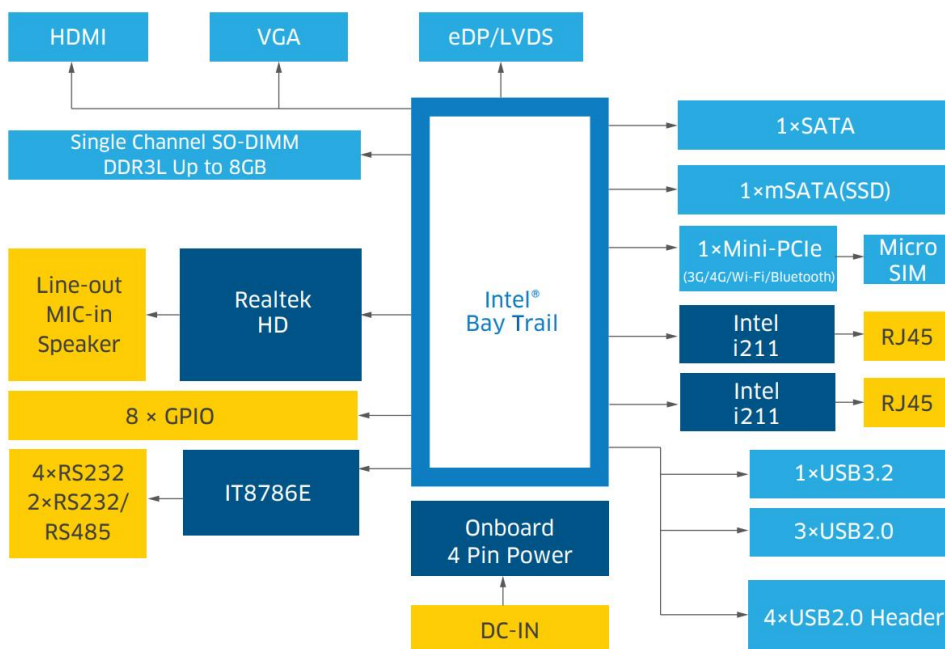 HDMI
VGA
eDP/LVDS
Single Channel SO-DIMM
DDR3L Up to 8GB
Line-out
MIC-in
Speaker
Realtek
HD
8 × GPIO
4×RS232
2×RS232/
RS485
IT8786E
Intel®
Bay Trail
Onboard
4 Pin Power
DC-IN
1×SATA
1×mSATA(SSD)
1×Mini-PCIe
(3G/4G/Wi-Fi/Bluetooth)
Micro
SIM
Intel
i211
RJ45
Intel
i211
RJ45
1×USB3.2
3×USB2.0
4×USB2.0 Header